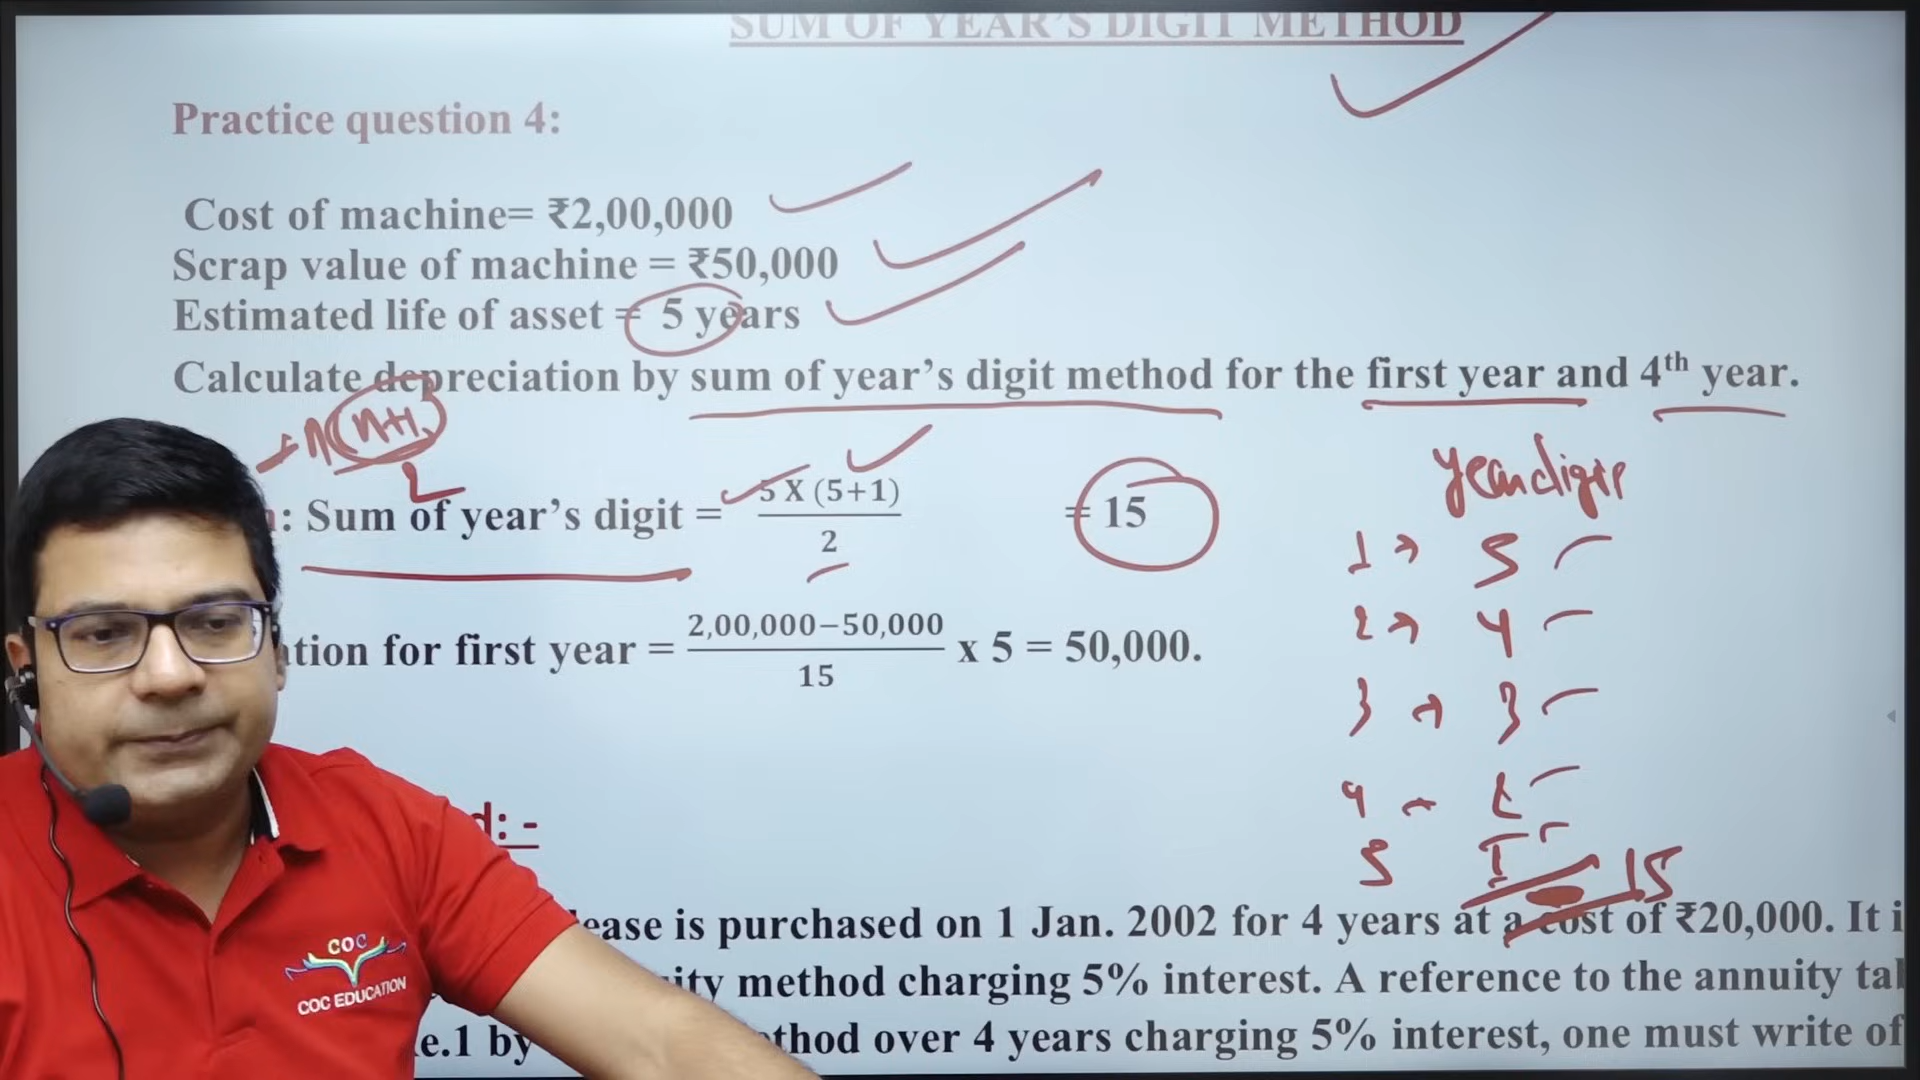 SUM OF YEAR'S DIGIT METHOD
Practice question 4:
Cost of machine= ₹2,00,000
Scrap value of machine = ₹50,000
Estimated life of asset = 5 years
Calculate depreciation by sum of year's digit method for the first year and 4th year.
n(n+1)
2
: Sum of year's digit = 5 X (5+1) = 15
2
year digit
1 → 5
2 → 4
3 → 3
4 → 2
5 1
15
ation for first year = 2,00,000−50,000 x 5 = 50,000.
15
d: -
ease is purchased on 1 Jan. 2002 for 4 years at a cost of ₹20,000. It i
ity method charging 5% interest. A reference to the annuity tal
e.1 by thod over 4 years charging 5% interest, one must write of
COC
COC EDUCATION